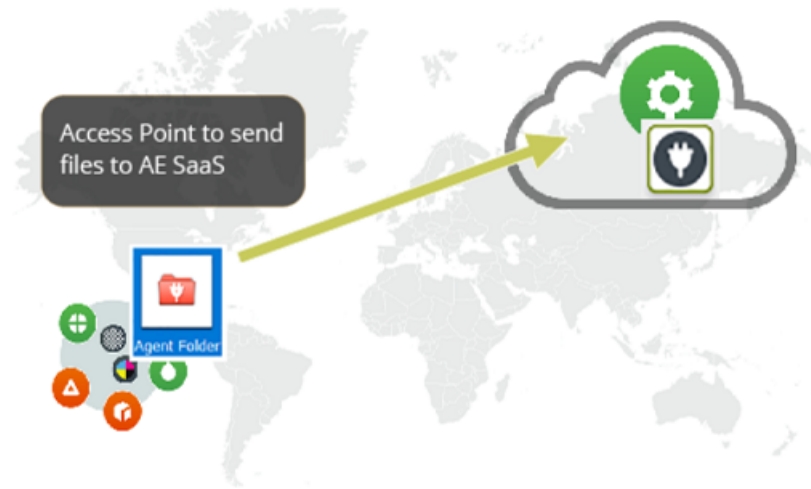 Access Point to send
files to AE SaaS
Agent Folder